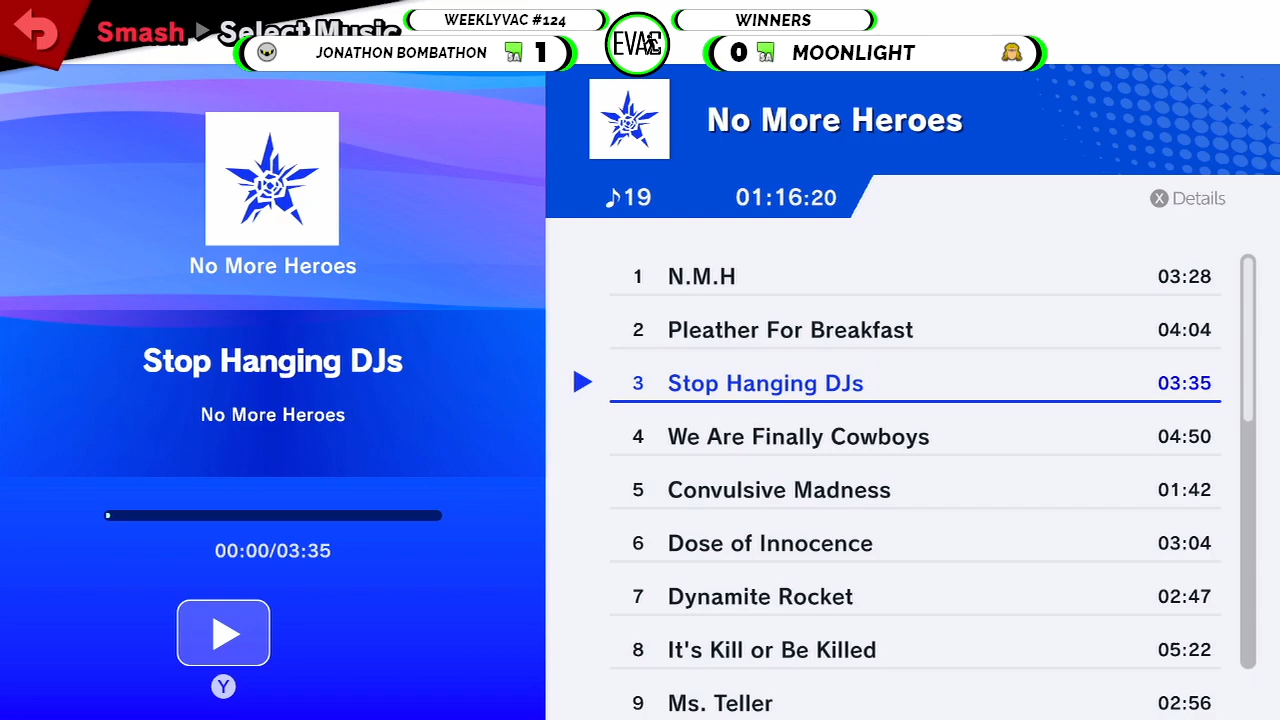 Smash ▶ Select Music
WEEKLYVAC #124
WINNERS
JONATHON BOMBATHON SA 1
EVAC
0 SA MOONLIGHT
No More Heroes
Stop Hanging DJs
No More Heroes
00:00/03:35
Y
No More Heroes
♪19 01:16:20
X Details
1 N.M.H 03:28
2 Pleather For Breakfast 04:04
3 Stop Hanging DJs 03:35
4 We Are Finally Cowboys 04:50
5 Convulsive Madness 01:42
6 Dose of Innocence 03:04
7 Dynamite Rocket 02:47
8 It's Kill or Be Killed 05:22
9 Ms. Teller 02:56